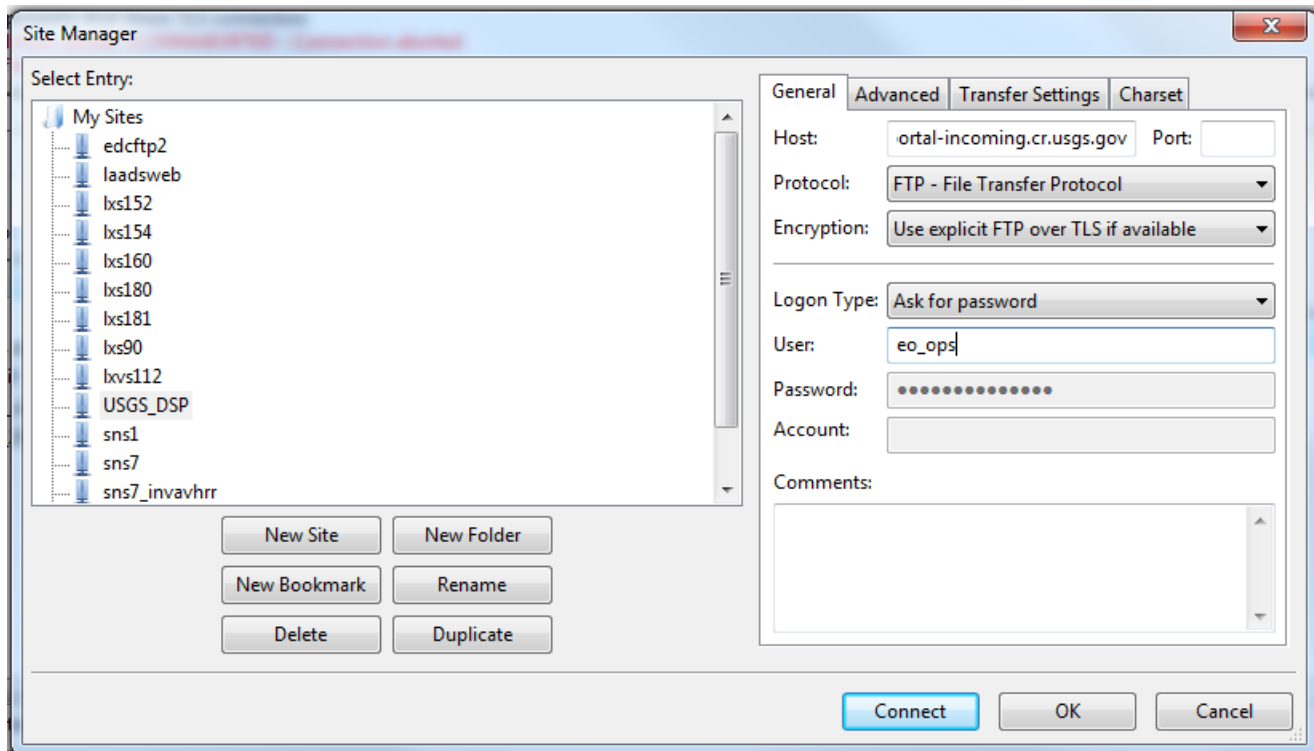 Site Manager
Select Entry:
My Sites
edcftp2
laadsweb
lxs152
lxs154
lxs160
lxs180
lxs181
lxs90
lxvs112
USGS_DSP
sns1
sns7
sns7_invavhrr
New Site New Folder
New Bookmark Rename
Delete Duplicate
General Advanced Transfer Settings Charset
Host: ortal-incoming.cr.usgs.gov Port:
Protocol: FTP - File Transfer Protocol
Encryption: Use explicit FTP over TLS if available
Logon Type: Ask for password
User: eo_ops
Password: ••••••••••••••
Account:
Comments:
Connect OK Cancel